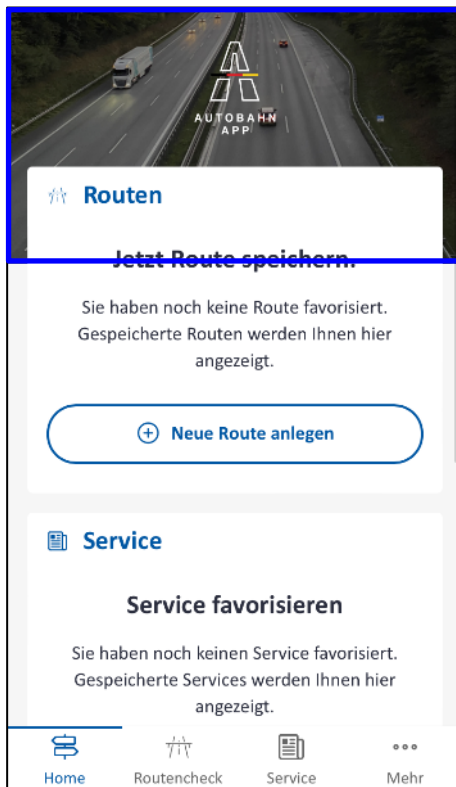 AUTOBAHN
APP
Routen
Jetzt Route speichern.
Sie haben noch keine Route favorisiert.
Gespeicherte Routen werden Ihnen hier
angezeigt.
Neue Route anlegen
Service
Service favorisieren
Sie haben noch keinen Service favorisiert.
Gespeicherte Services werden Ihnen hier
angezeigt.
Home Routencheck Service Mehr